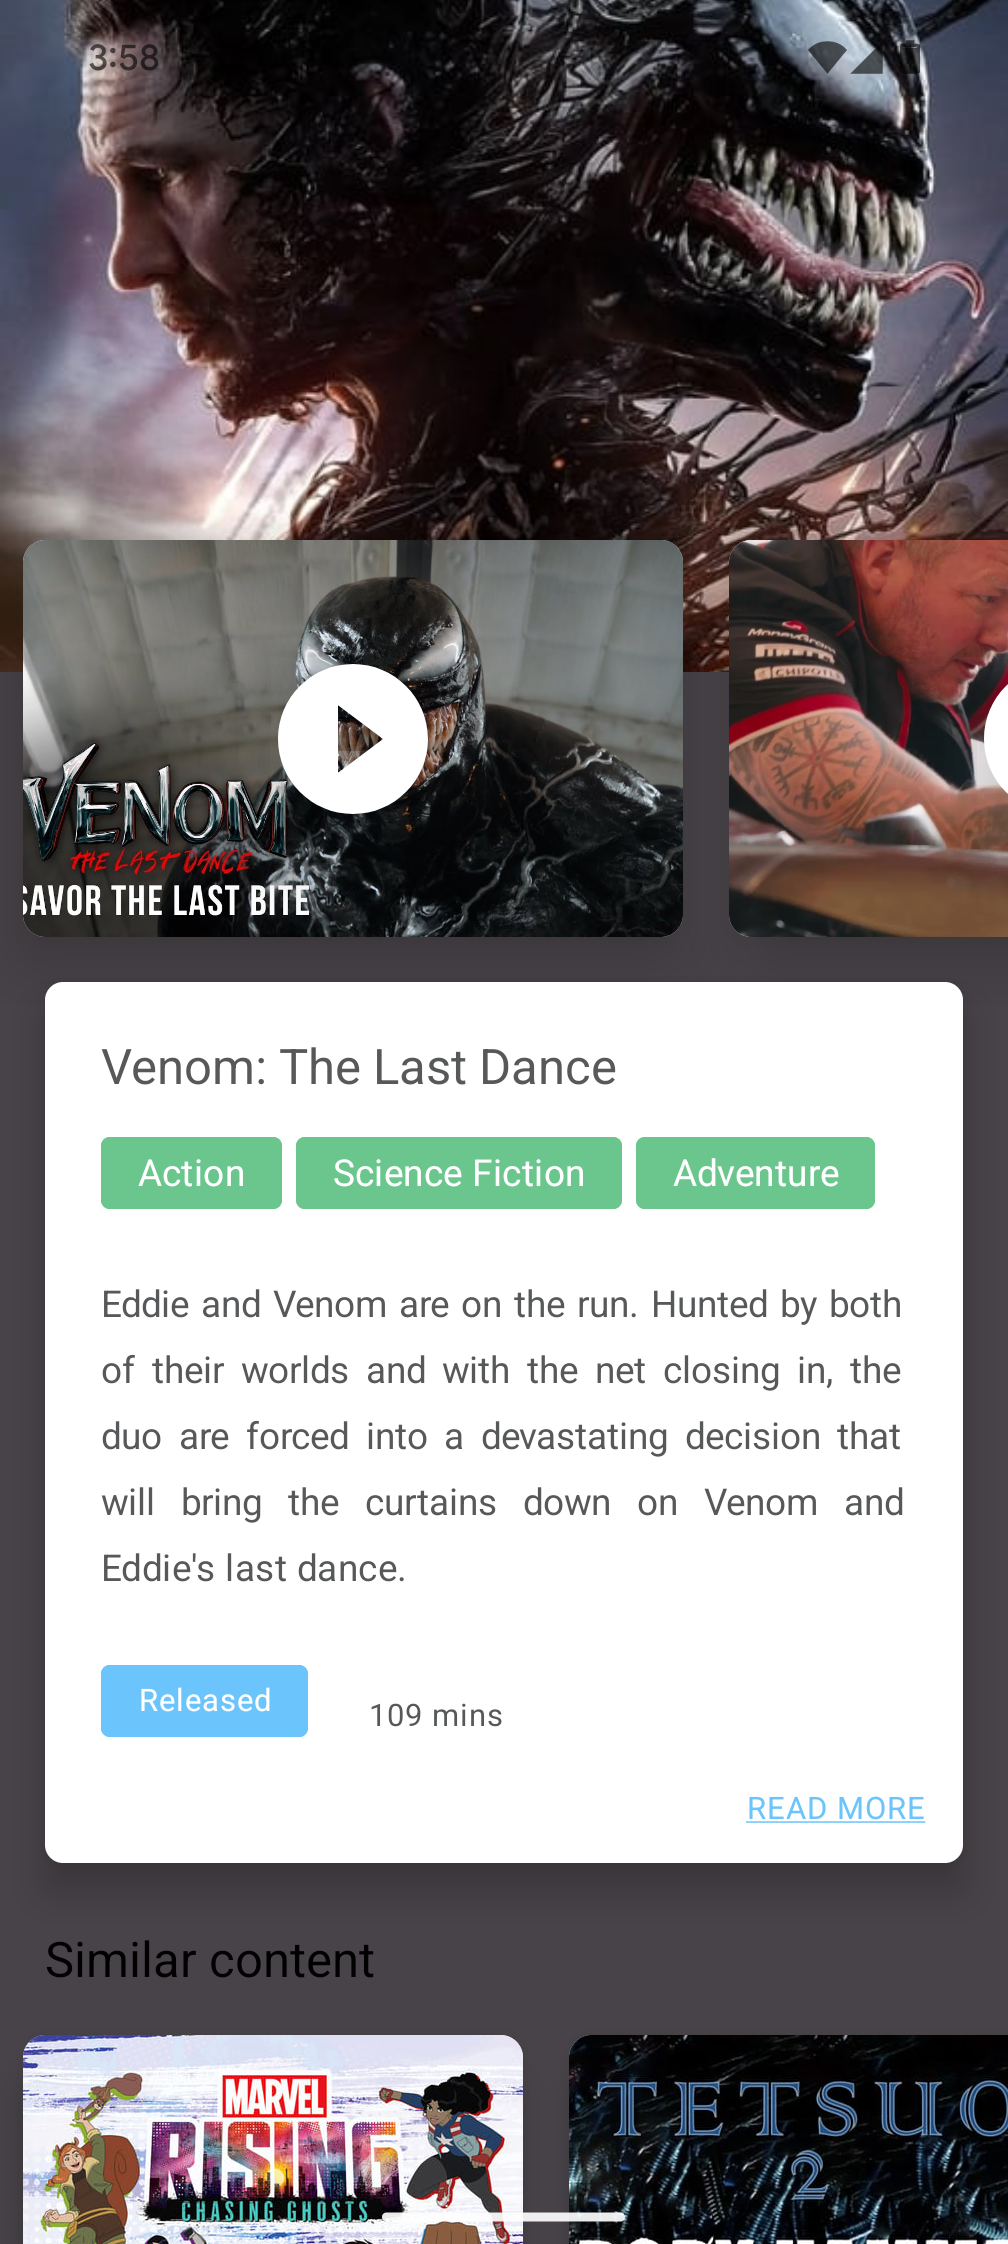 3:58
MoneyGram
PIRELLI
CHIPOTLE
VENOM
THE LAST DANCE
SAVOR THE LAST BITE
Venom: The Last Dance
Action
Science Fiction
Adventure
Eddie and Venom are on the run. Hunted by both
of their worlds and with the net closing in, the
duo are forced into a devastating decision that
will bring the curtains down on Venom and
Eddie's last dance.
Released
109 mins
READ MORE
Similar content
MARVEL
RISING
CHASING GHOSTS
TETSUO
2